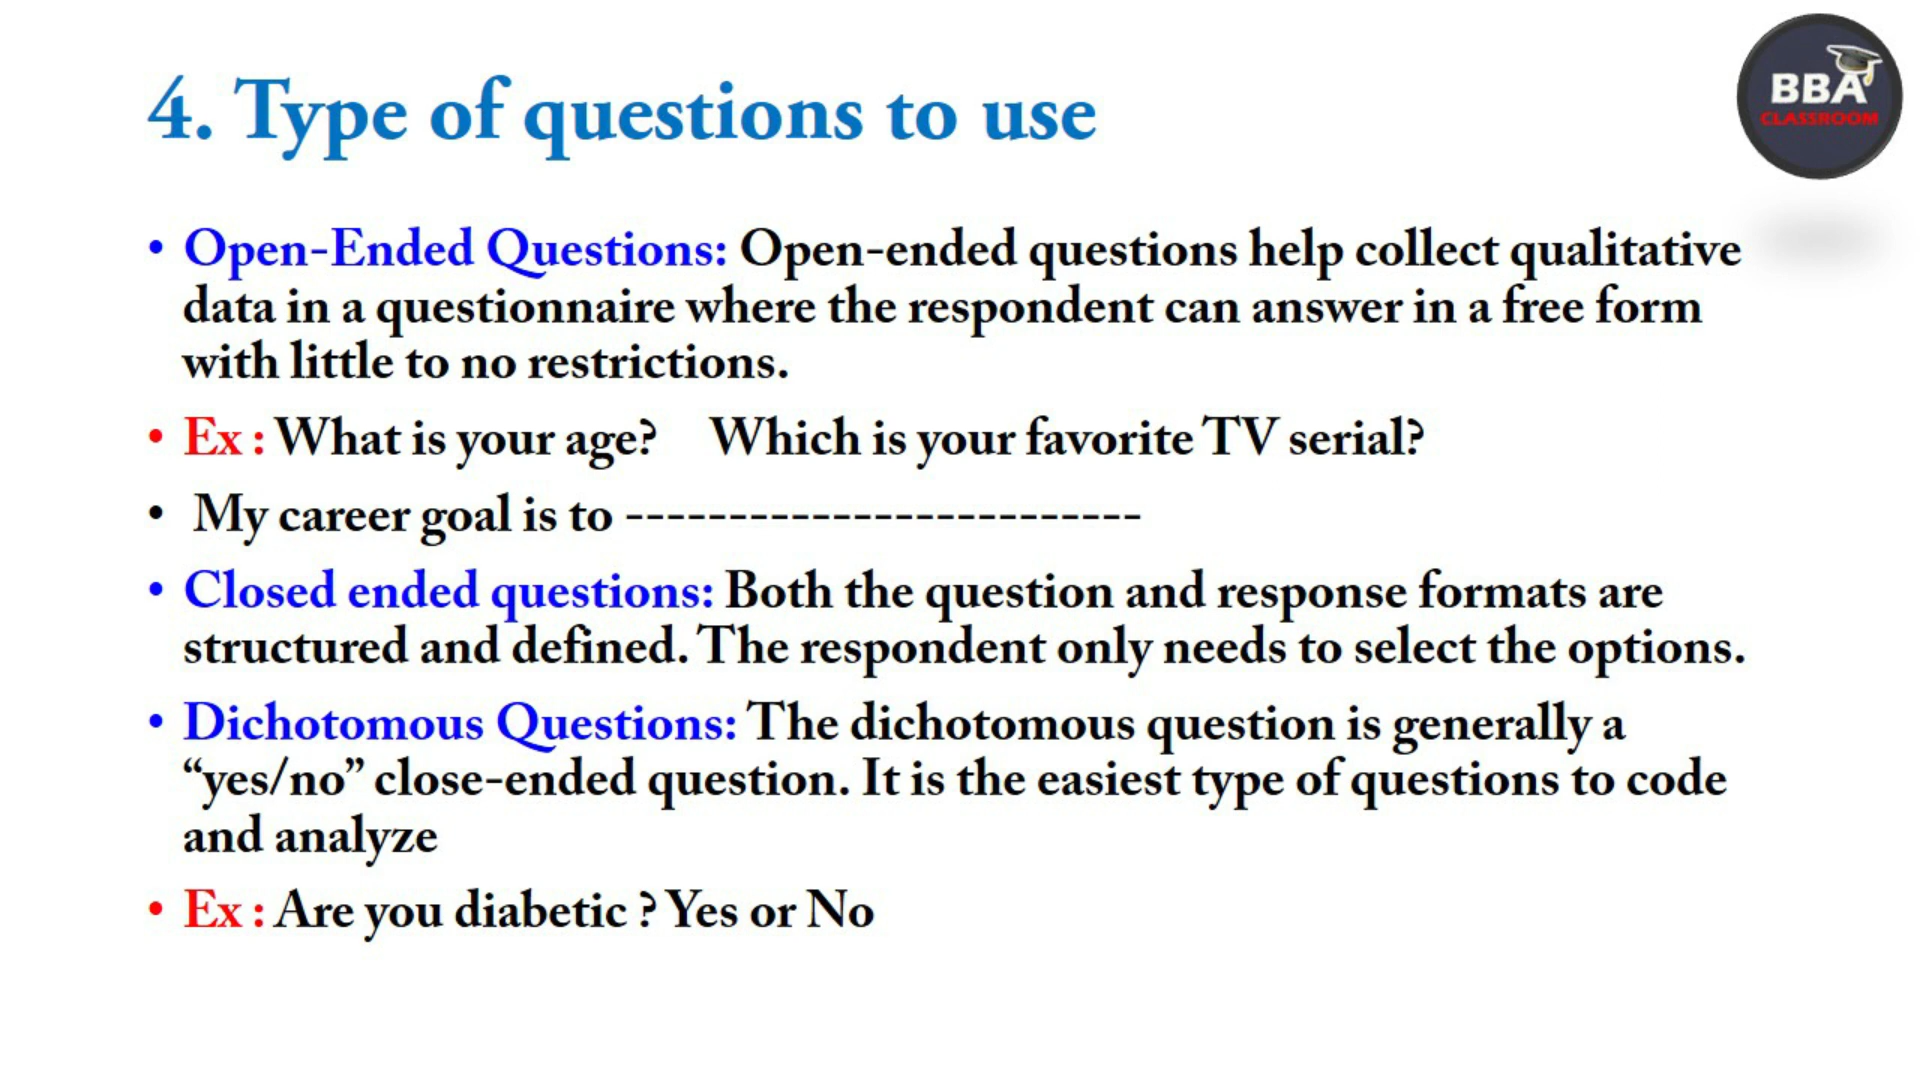 BBA
CLASSROOM
4. Type of questions to use
• Open-Ended Questions: Open-ended questions help collect qualitative
data in a questionnaire where the respondent can answer in a free form
with little to no restrictions.
• Ex : What is your age? Which is your favorite TV serial?
• My career goal is to -------------------------
• Closed ended questions: Both the question and response formats are
structured and defined. The respondent only needs to select the options.
• Dichotomous Questions: The dichotomous question is generally a
“yes/no” close-ended question. It is the easiest type of questions to code
and analyze
• Ex : Are you diabetic ? Yes or No